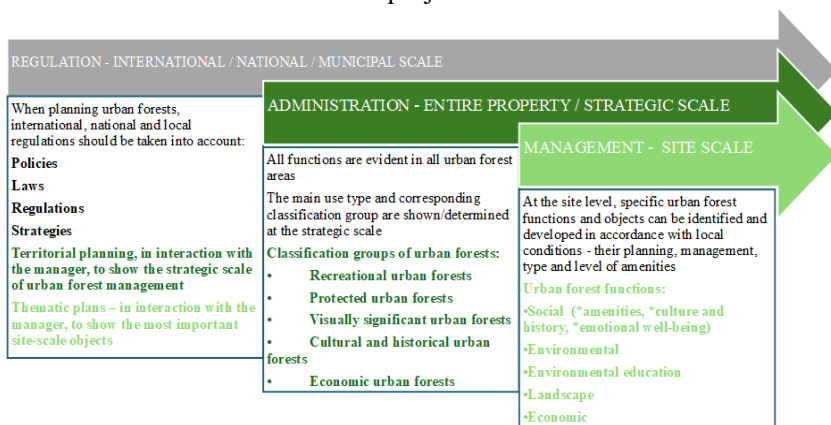 REGULATION - INTERNATIONAL / NATIONAL / MUNICIPAL SCALE
When planning urban forests,
international, national and local
regulations should be taken into account:
Policies
Laws
Regulations
Strategies
Territorial planning, in interaction with
the manager, to show the strategic scale
of urban forest management
Thematic plans – in interaction with the
manager, to show the most important
site-scale objects
ADMINISTRATION - ENTIRE PROPERTY / STRATEGIC SCALE
All functions are evident in all urban forest
areas
The main use type and corresponding
classification group are shown/determined
at the strategic scale
Classification groups of urban forests:
• Recreational urban forests
• Protected urban forests
• Visually significant urban forests
• Cultural and historical urban
forests
• Economic urban forests
MANAGEMENT - SITE SCALE
At the site level, specific urban forest
functions and objects can be identified and
developed in accordance with local
conditions - their planning, management,
type and level of amenities
Urban forest functions:
•Social (*amenities, *culture and
history, *emotional well-being)
•Environmental
•Environmental education
•Landscape
•Economic